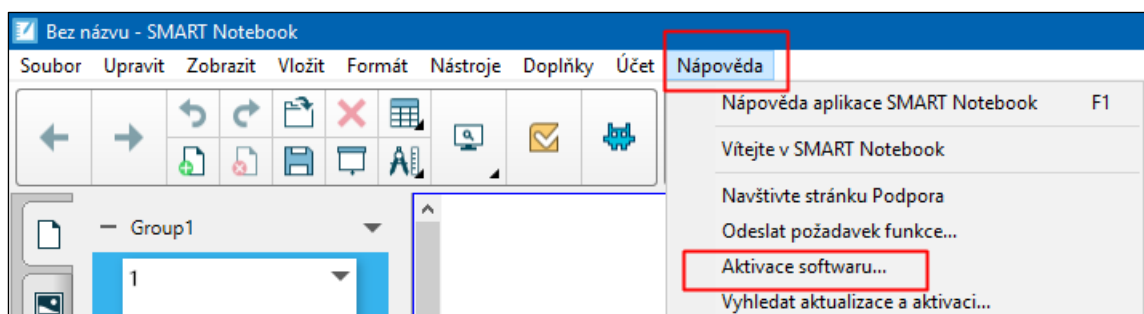 Bez názvu - SMART Notebook
Soubor Upravit Zobrazit Vložit Formát Nástroje Doplňky Účet Nápověda
Nápověda aplikace SMART Notebook F1
Vítejte v SMART Notebook
Navštivte stránku Podpora
Odeslat požadavek funkce...
Aktivace softwaru...
Vyhledat aktualizace a aktivaci...
Group1
1